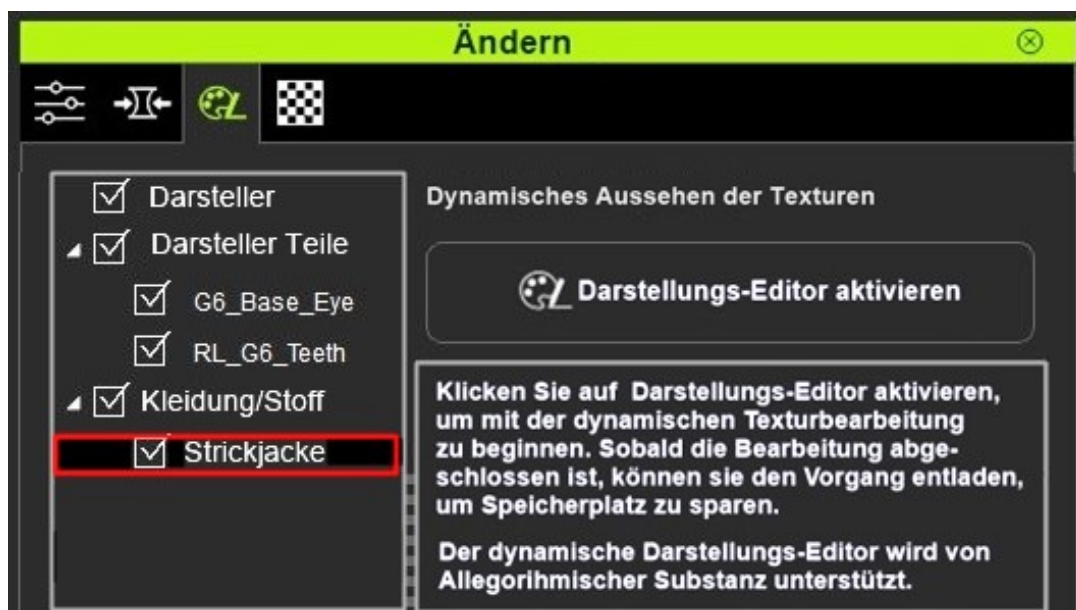 Ändern
Darsteller
Darsteller Teile
G6_Base_Eye
RL_G6_Teeth
Kleidung/Stoff
Strickjacke
Dynamisches Aussehen der Texturen
Darstellungs-Editor aktivieren
Klicken Sie auf Darstellungs-Editor aktivieren,
um mit der dynamischen Texturbearbeitung
zu beginnen. Sobald die Bearbeitung abge-
schlossen ist, können sie den Vorgang entladen,
um Speicherplatz zu sparen.
Der dynamische Darstellungs-Editor wird von
Allegorihmischer Substanz unterstützt.